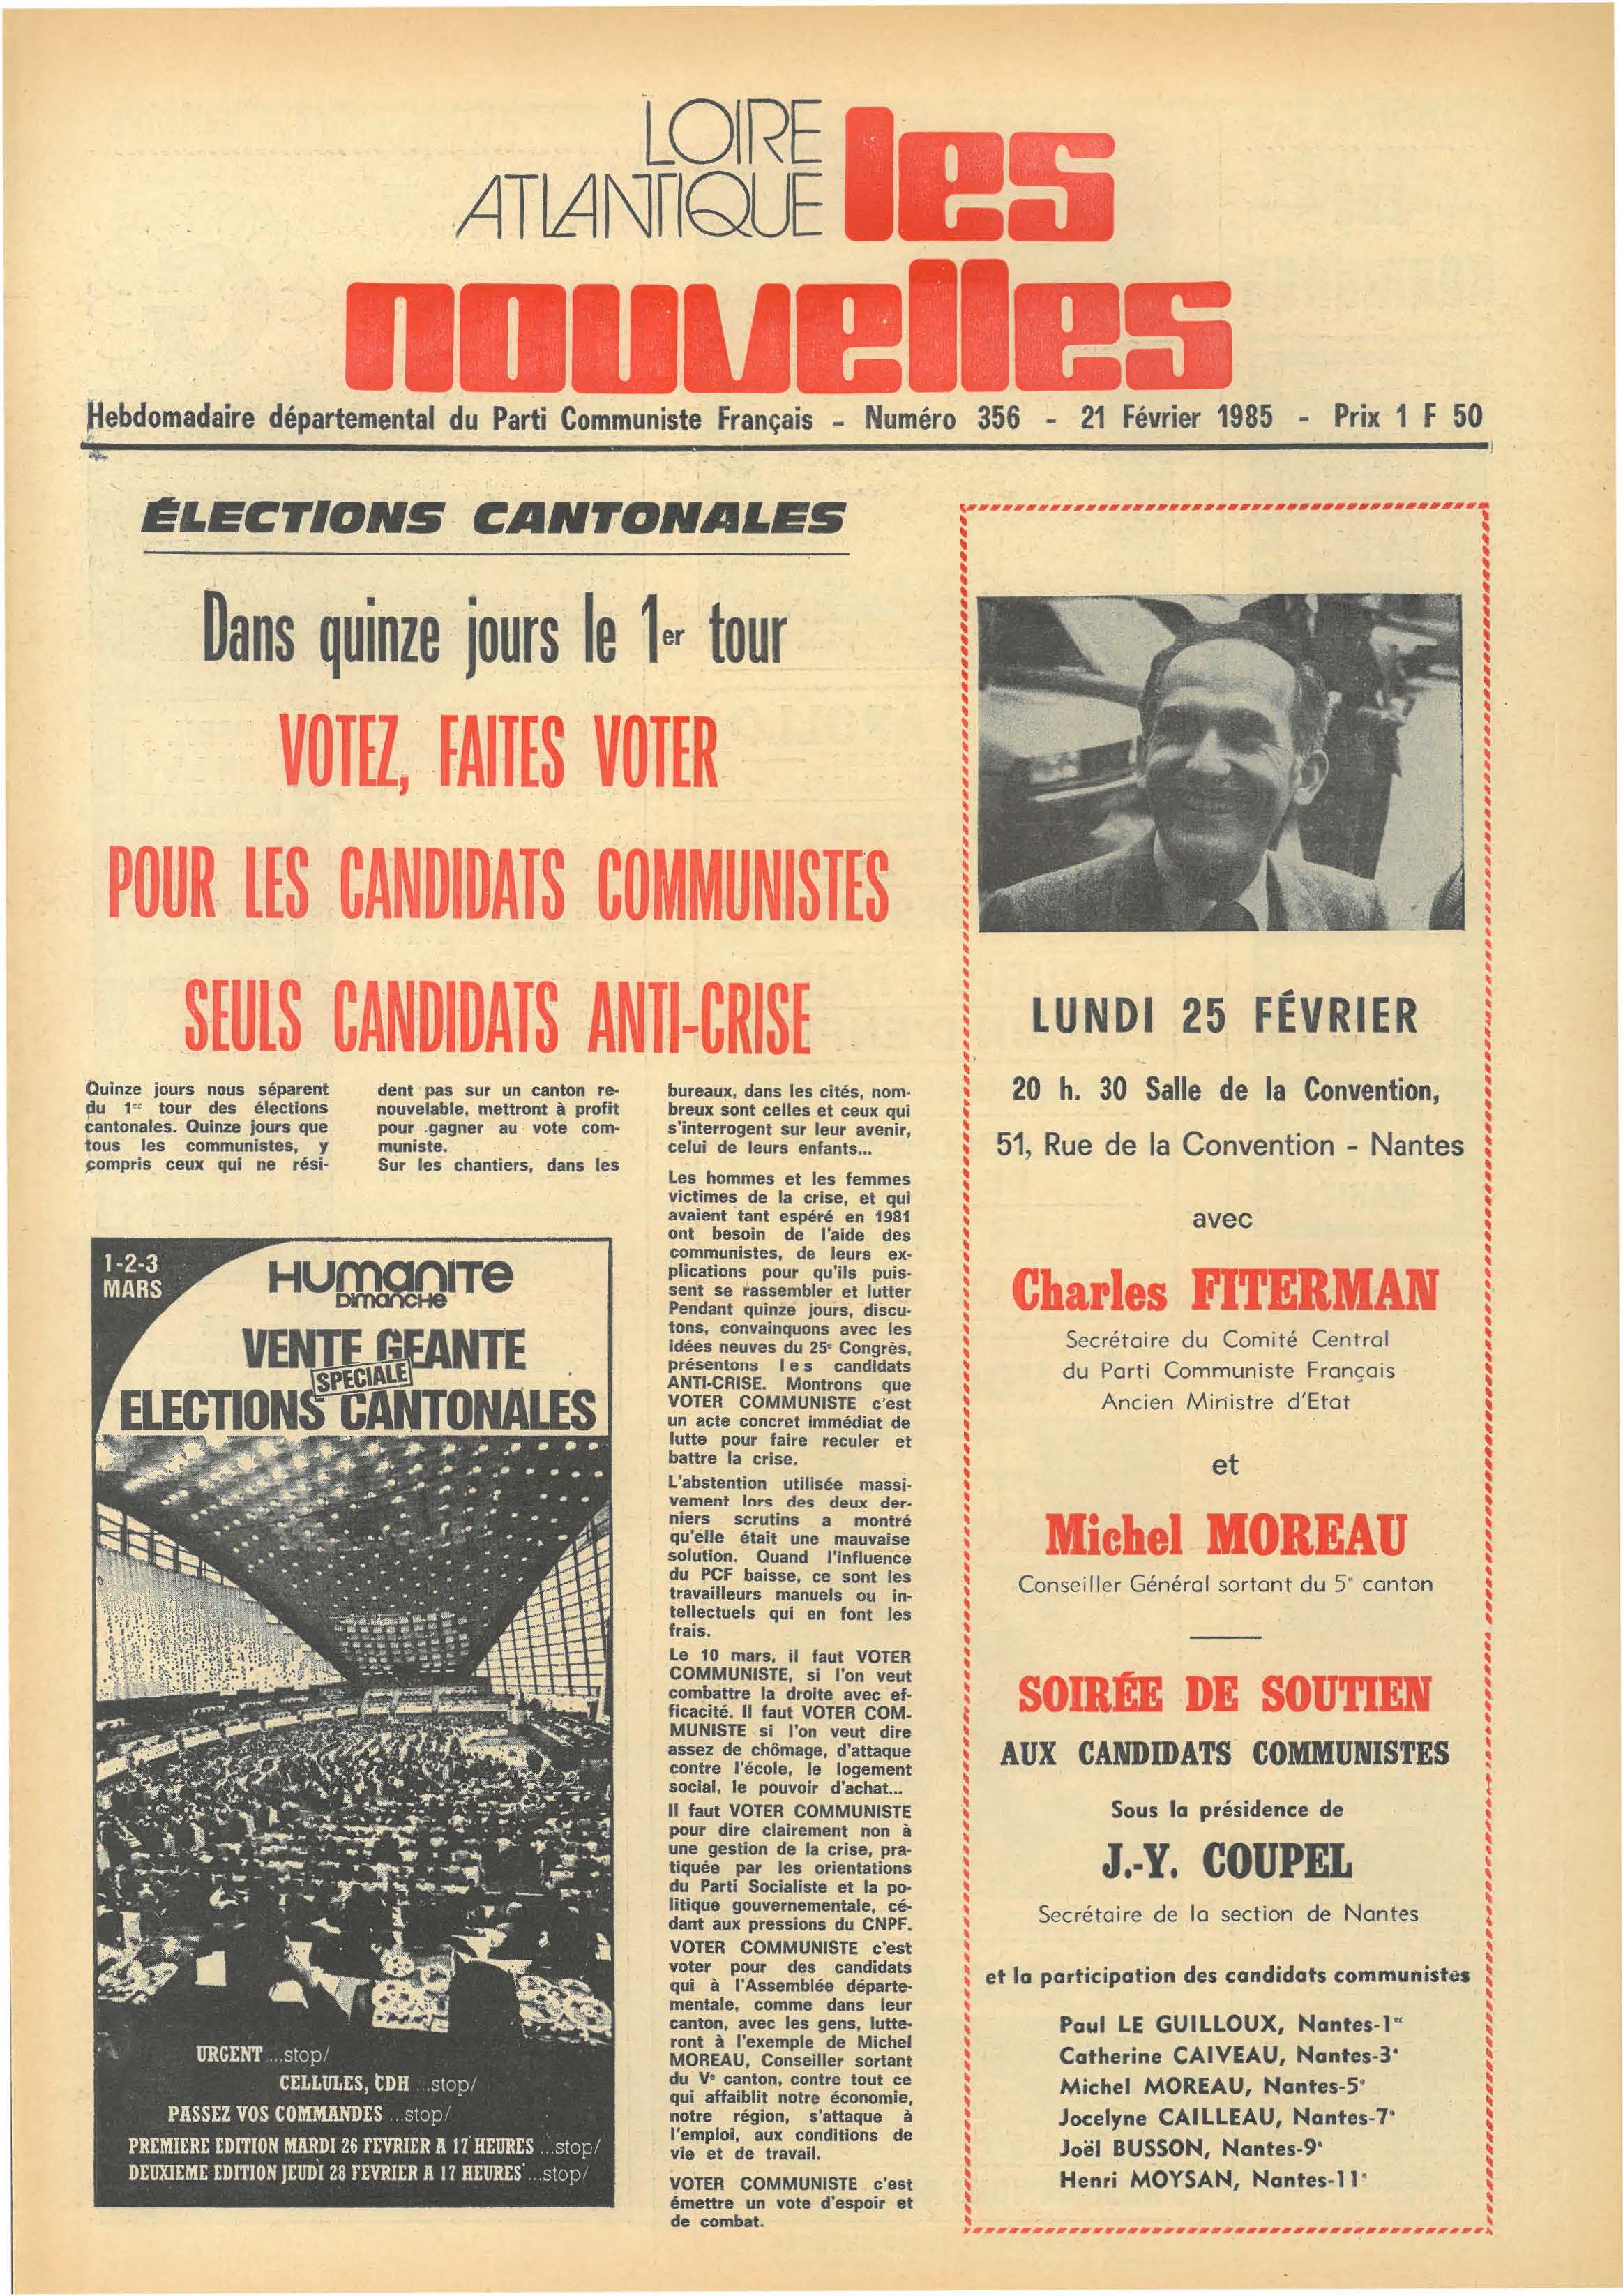 LOIRE
ATLANTIQUE
les
nouvelles
Hebdomadaire départemental du Parti Communiste Français - Numéro 356 - 21 Février 1985 - Prix 1 F 50
ÉLECTIONS CANTONALES
Dans quinze jours le 1er tour
VOTEZ, FAITES VOTER
POUR LES CANDIDATS COMMUNISTES
SEULS CANDIDATS ANTI-CRISE
Quinze jours nous séparent
du 1er tour des élections
cantonales. Quinze jours que
tous les communistes, y
compris ceux qui ne rési-
dent pas sur un canton re-
nouvelable, mettront à profit
pour gagner au vote com-
muniste.
Sur les chantiers, dans les
bureaux, dans les cités, nom-
breux sont celles et ceux qui
s'interrogent sur leur avenir,
celui de leurs enfants...
Les hommes et les femmes
victimes de la crise, et qui
avaient tant espéré en 1981
ont besoin de l'aide des
communistes, de leurs ex-
plications pour qu'ils puis-
sent se rassembler et lutter
Pendant quinze jours, discu-
tons, convainquons avec les
idées neuves du 25e Congrès,
présentons les candidats
ANTI-CRISE. Montrons que
VOTER COMMUNISTE c'est
un acte concret immédiat de
lutte pour faire reculer et
battre la crise.
L'abstention utilisée massi-
vement lors des deux der-
niers scrutins a montré
qu'elle était une mauvaise
solution. Quand l'influence
du PCF baisse, ce sont les
travailleurs manuels ou in-
tellectuels qui en font les
frais.
Le 10 mars, il faut VOTER
COMMUNISTE, si l'on veut
combattre la droite avec ef-
ficacité. Il faut VOTER COM-
MUNISTE si l'on veut dire
assez de chômage, d'attaque
contre l'école, le logement
social, le pouvoir d'achat...
Il faut VOTER COMMUNISTE
pour dire clairement non à
une gestion de la crise, pra-
tiquée par les orientations
du Parti Socialiste et la po-
litique gouvernementale, cé-
dant aux pressions du CNPF.
VOTER COMMUNISTE c'est
voter pour des candidats
qui à l'Assemblée départe-
mentale, comme dans leur
canton, avec les gens, lutte-
ront à l'exemple de Michel
MOREAU, Conseiller sortant
du Ve canton, contre tout ce
qui affaiblit notre économie,
notre région, s'attaque à
l'emploi, aux conditions de
vie et de travail.
VOTER COMMUNISTE c'est
émettre un vote d'espoir et
de combat.
1-2-3
MARS
HUMANITE
DIMANCHE
VENTE GEANTE
SPECIALE
ELECTIONS CANTONALES
URGENT ...stop/
CELLULES, CDH ...stop/
PASSEZ VOS COMMANDES ...stop/
PREMIERE EDITION MARDI 26 FEVRIER A 17 HEURES ...stop/
DEUXIEME EDITION JEUDI 28 FEVRIER A 17 HEURES ...stop/
LUNDI 25 FÉVRIER
20 h. 30 Salle de la Convention,
51, Rue de la Convention - Nantes
avec
Charles FITERMAN
Secrétaire du Comité Central
du Parti Communiste Français
Ancien Ministre d'Etat
et
Michel MOREAU
Conseiller Général sortant du 5e canton
SOIRÉE DE SOUTIEN
AUX CANDIDATS COMMUNISTES
Sous la présidence de
J.-Y. COUPEL
Secrétaire de la section de Nantes
et la participation des candidats communistes
Paul LE GUILLOUX, Nantes-1er
Catherine CAIVEAU, Nantes-3e
Michel MOREAU, Nantes-5e
Jocelyne CAILLEAU, Nantes-7e
Joël BUSSON, Nantes-9e
Henri MOYSAN, Nantes-11e